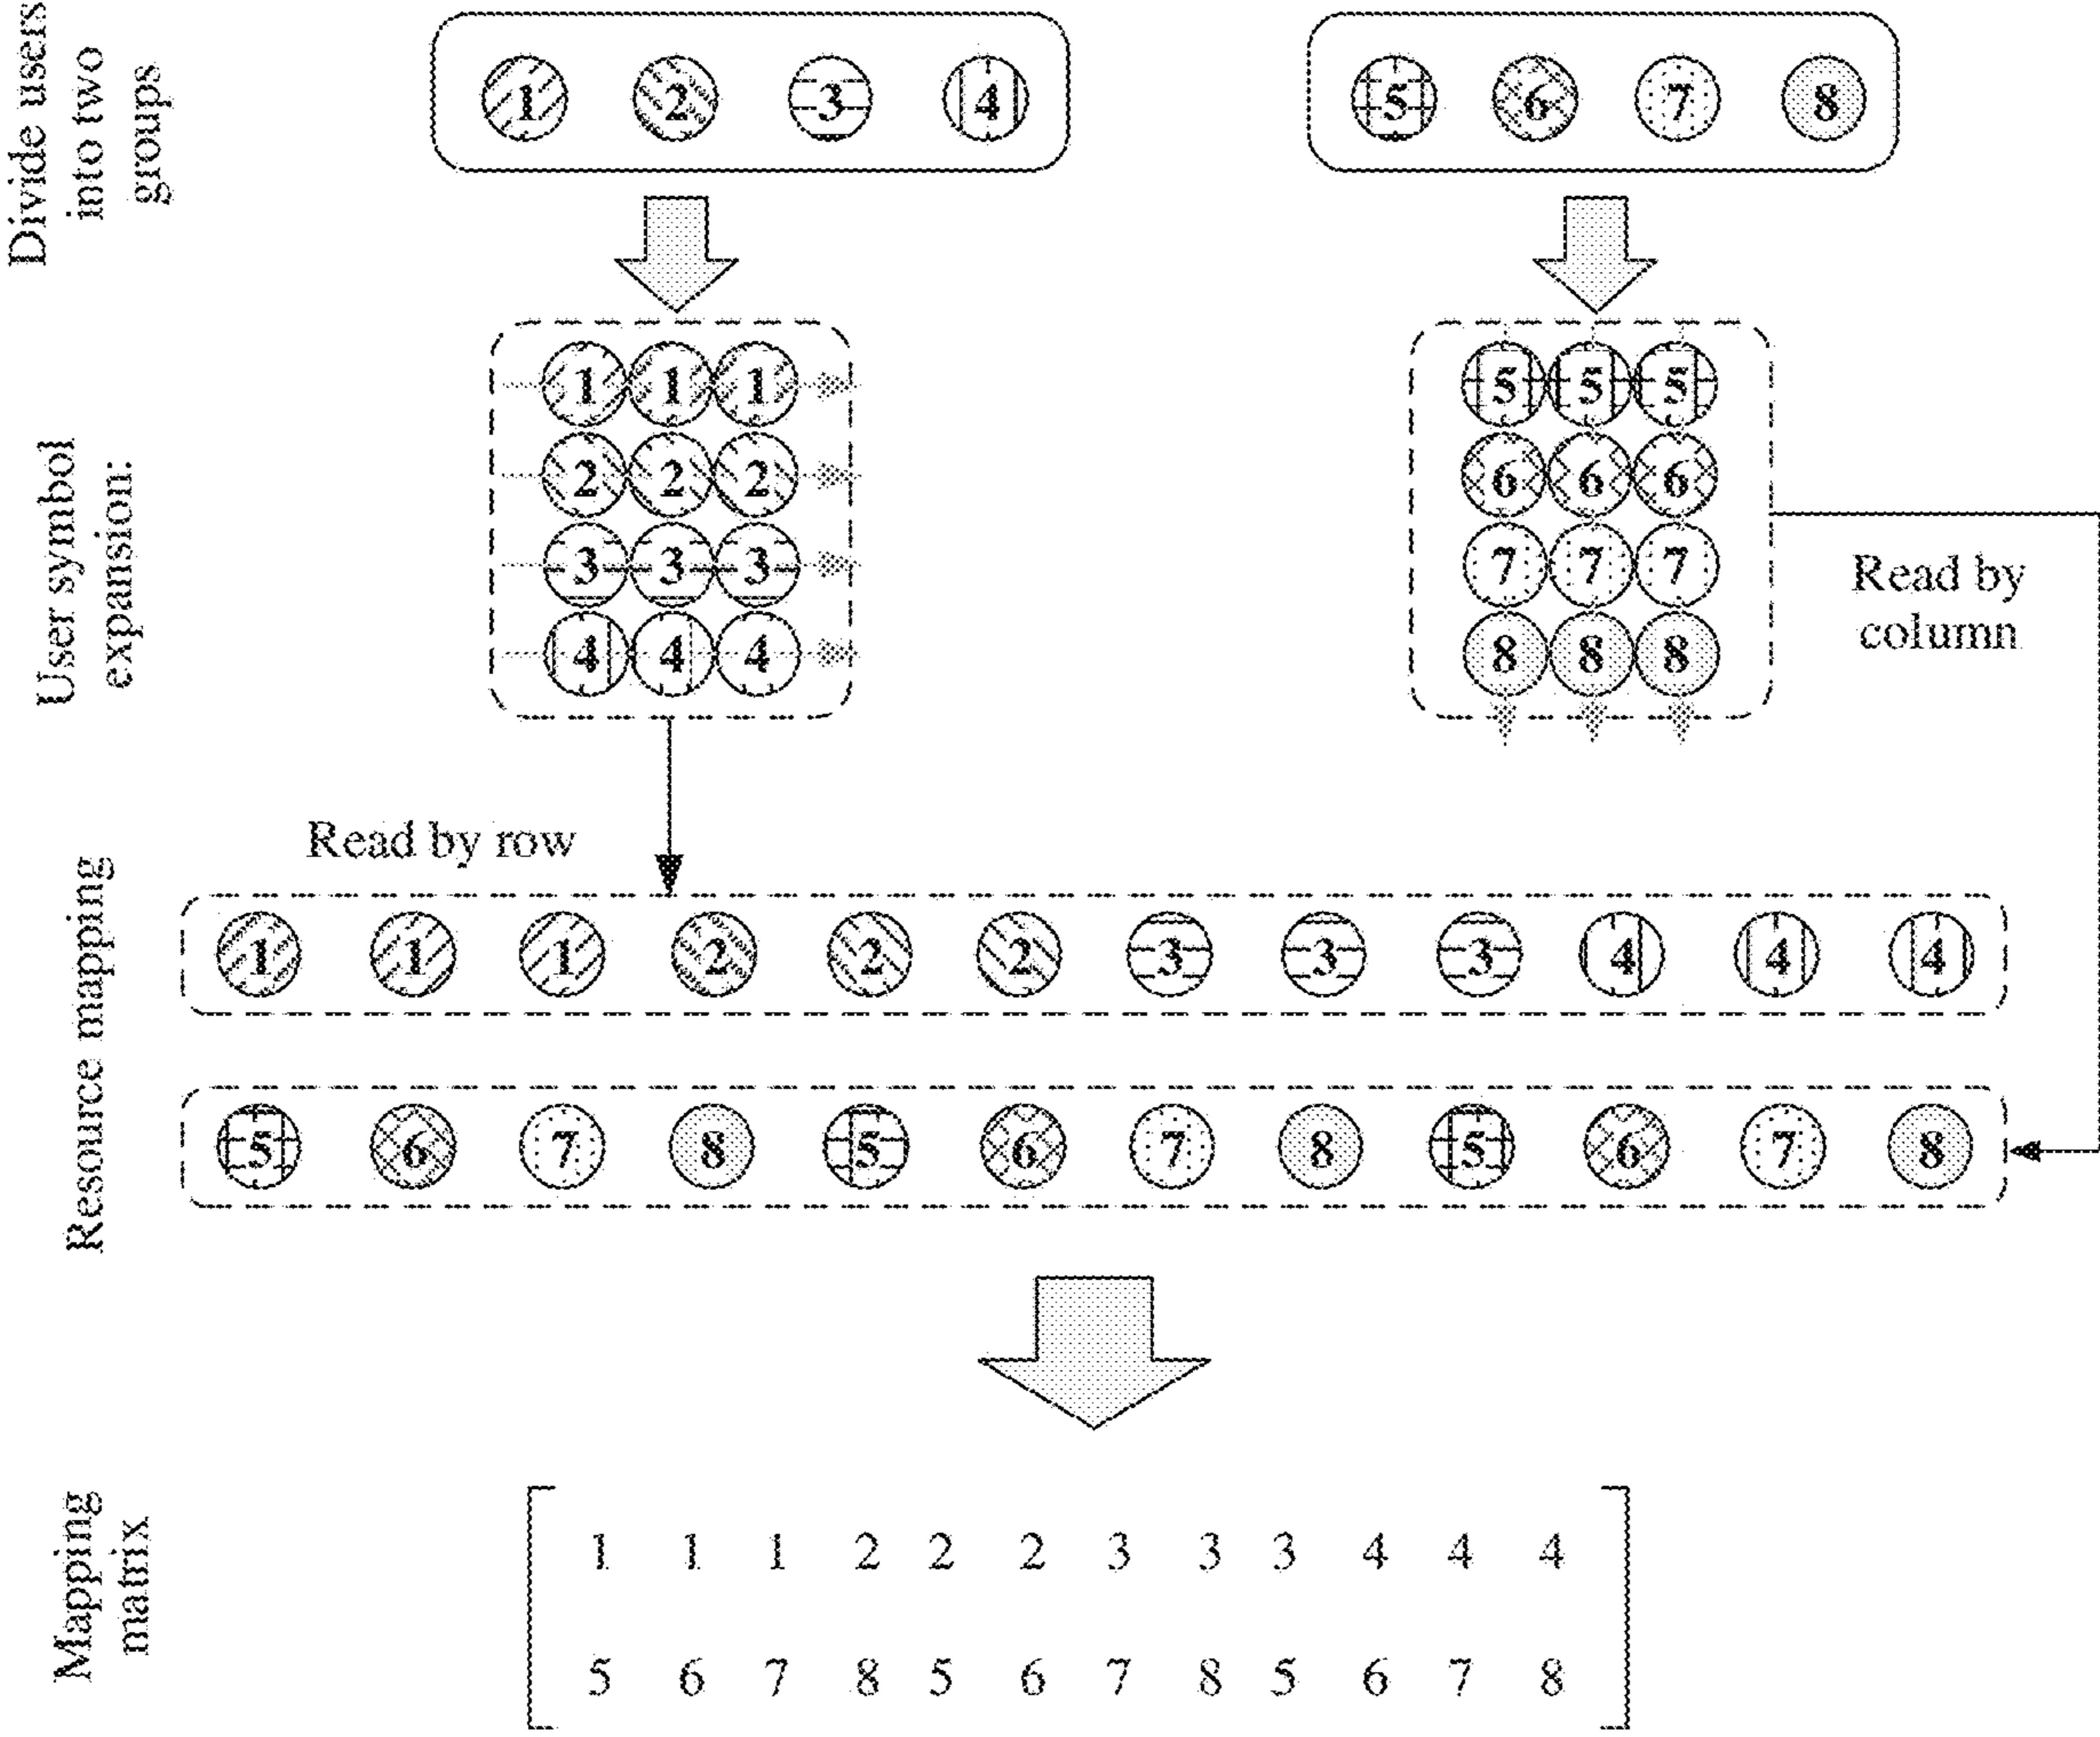 Divide users
into two
groups
1 2 3 4
5 6 7 8
User symbol
expansion.
1 1 1
2 2 2
3 3 3
4 4 4
5 5 5
6 6 6
7 7 7
8 8 8
Read by
column
Read by row
Resource mapping
1 1 1 2 2 2 3 3 3 4 4 4
5 6 7 8 5 6 7 8 5 6 7 8
Mapping
matrix
1 1 1 2 2 2 3 3 3 4 4 4
5 6 7 8 5 6 7 8 5 6 7 8